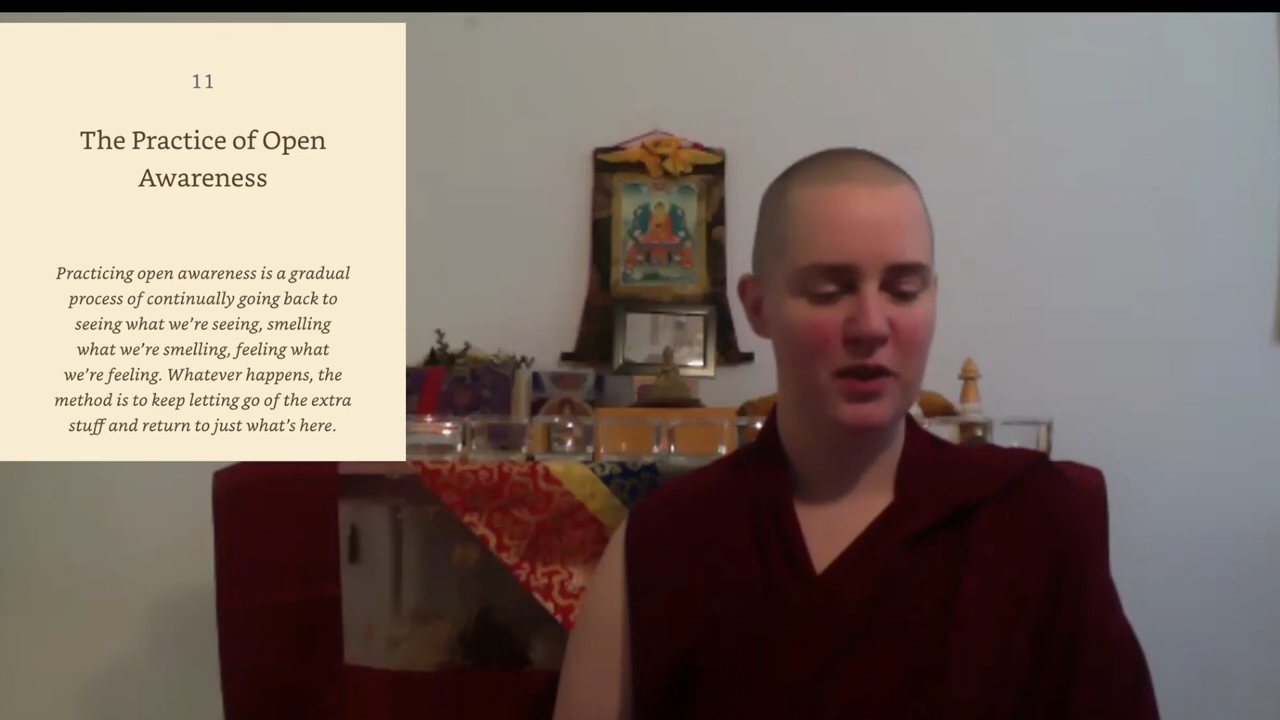 11
The Practice of Open
Awareness
Practicing open awareness is a gradual
process of continually going back to
seeing what we're seeing, smelling
what we're smelling, feeling what
we're feeling. Whatever happens, the
method is to keep letting go of the extra
stuff and return to just what's here.